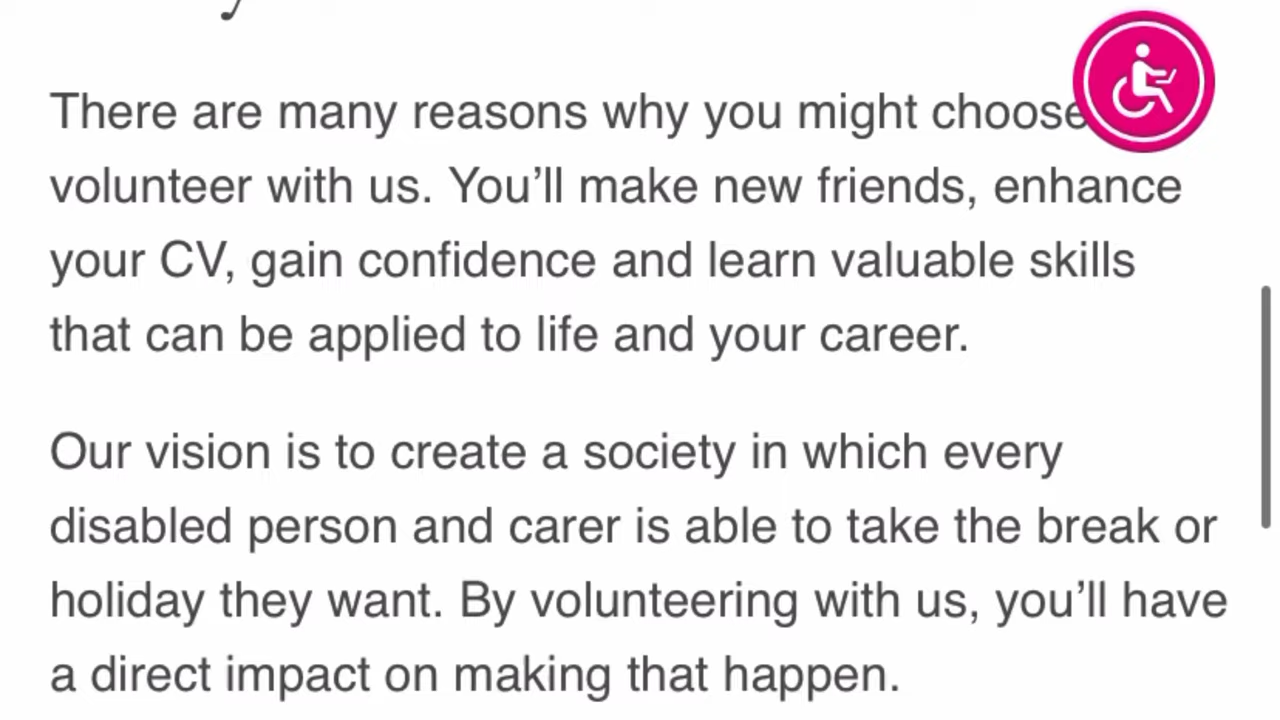 There are many reasons why you might choose
volunteer with us. You’ll make new friends, enhance
your CV, gain confidence and learn valuable skills
that can be applied to life and your career.
Our vision is to create a society in which every
disabled person and carer is able to take the break or
holiday they want. By volunteering with us, you’ll have
a direct impact on making that happen.